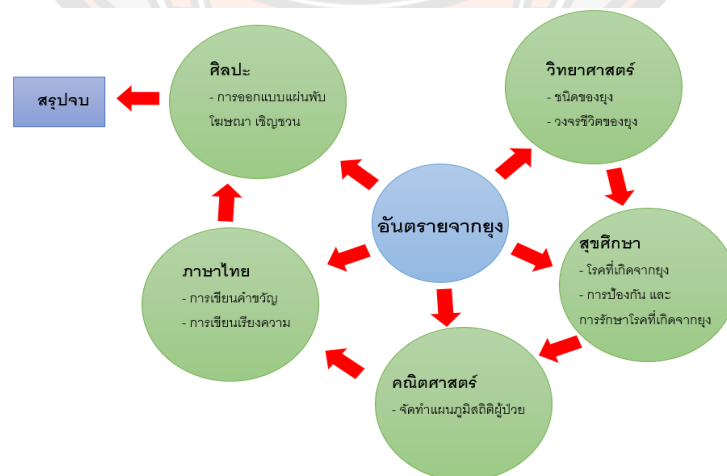 ศิลปะ
- การออกแบบแผ่นพับ
โฆษณา เชิญชวน
สรุปจบ
วิทยาศาสตร์
- ชนิดของยุง
- วงจรชีวิตของยุง
อันตรายจากยุง
สุขศึกษา
- โรคที่เกิดจากยุง
- การป้องกัน และ
การรักษาโรคที่เกิดจากยุง
ภาษาไทย
- การเขียนคำขวัญ
- การเขียนเรียงความ
คณิตศาสตร์
- จัดทำแผนภูมิสถิติผู้ป่วย